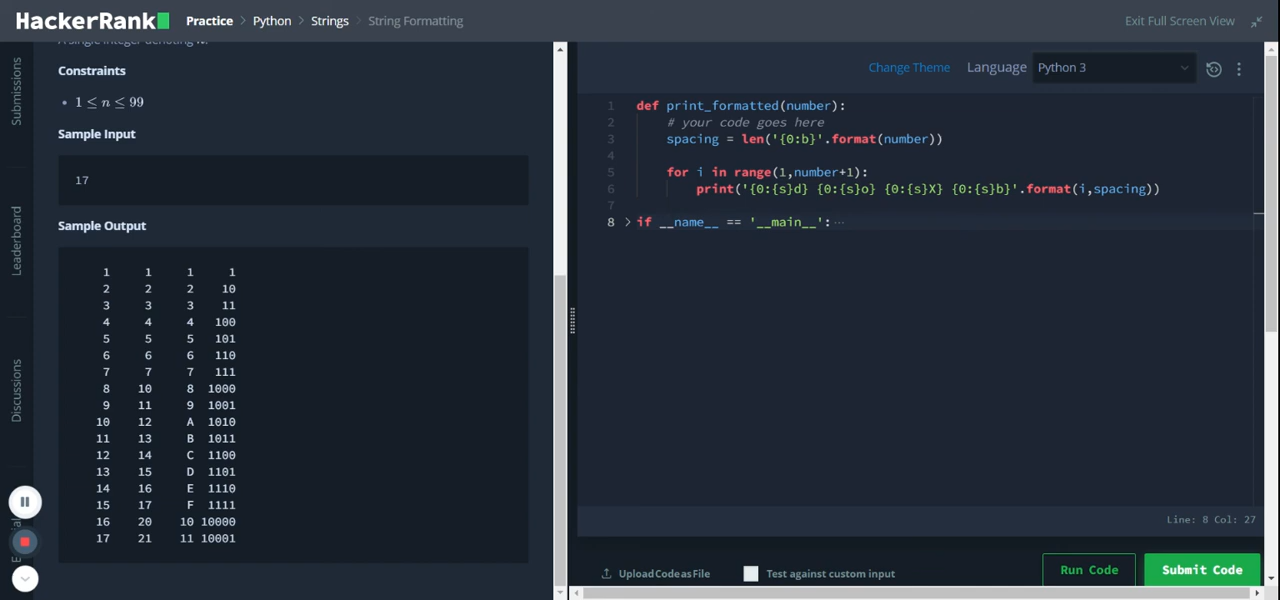 HackerRank Practice > Python > Strings > String Formatting Exit Full Screen View
Submissions
Leaderboard
Discussions
A single integer denoting
Constraints
• 1 ≤ n ≤ 99
Sample Input
17
Sample Output
1 1 1 1
2 2 2 10
3 3 3 11
4 4 4 100
5 5 5 101
6 6 6 110
7 7 7 111
8 10 8 1000
9 11 9 1001
10 12 A 1010
11 13 B 1011
12 14 C 1100
13 15 D 1101
14 16 E 1110
15 17 F 1111
16 20 10 10000
17 21 11 10001
Change Theme Language Python 3
1 def print_formatted(number):
2 # your code goes here
3 spacing = len('{0:b}'.format(number))
4
5 for i in range(1,number+1):
6 print('{0:{s}d} {0:{s}o} {0:{s}X} {0:{s}b}'.format(i,spacing))
7
8 > if __name__ == '__main__': ...
Line: 8 Col: 27
Upload Code as File Test against custom input Run Code Submit Code